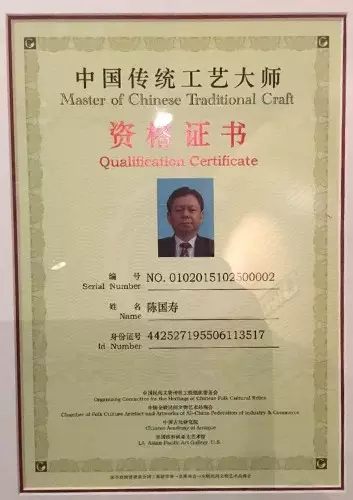 中国传统工艺大师
Master of Chinese Traditional Craft
资格证书
Qualification Certificate
编号 NO. 0102015102500002
Serial Number
姓名 陈国寿
Name
身份证号 442527195506113517
Id Number
Organizing Committee for the Heritage of Chinese Folk Cultural Relics
Chamber of Folk Culture Artefact and Artworks of All-China Federation of Industry & Commerce
Chinese Academy of Antique
LA Asian Pacific Art Gallery U.S.